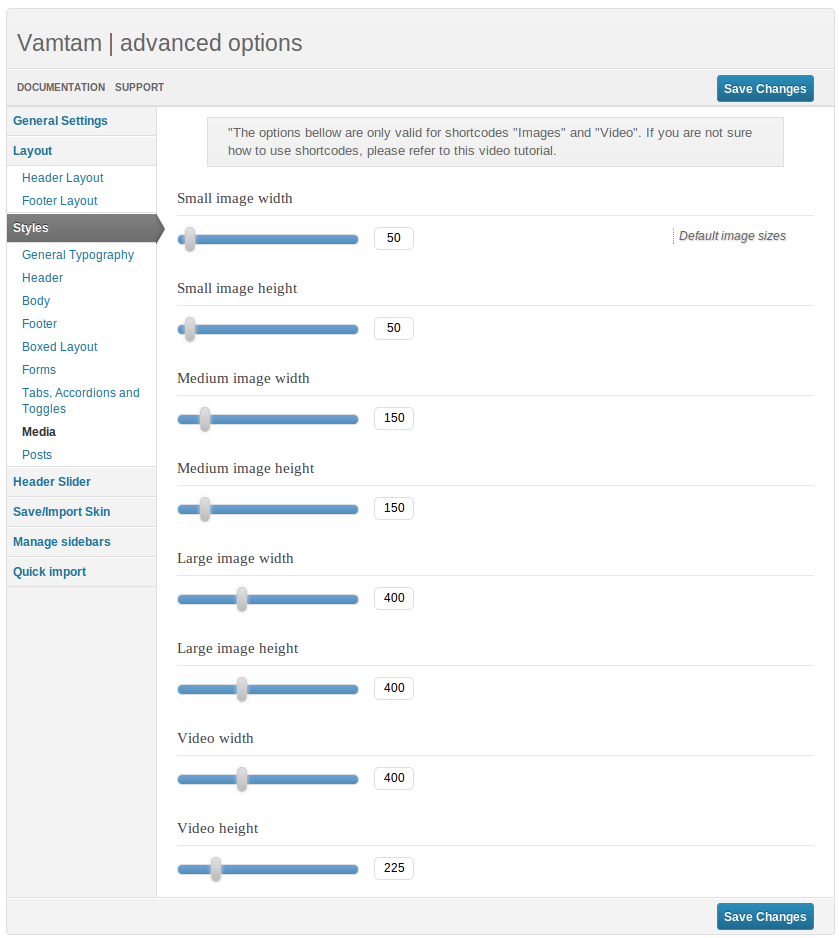 Vamtam | advanced options
DOCUMENTATION SUPPORT
Save Changes
General Settings
Layout
Header Layout
Footer Layout
Styles
General Typography
Header
Body
Footer
Boxed Layout
Forms
Tabs, Accordions and
Toggles
Media
Posts
Header Slider
Save/Import Skin
Manage sidebars
Quick import
"The options bellow are only valid for shortcodes "Images" and "Video". If you are not sure
how to use shortcodes, please refer to this video tutorial.
Small image width
50
Default image sizes
Small image height
50
Medium image width
150
Medium image height
150
Large image width
400
Large image height
400
Video width
400
Video height
225
Save Changes